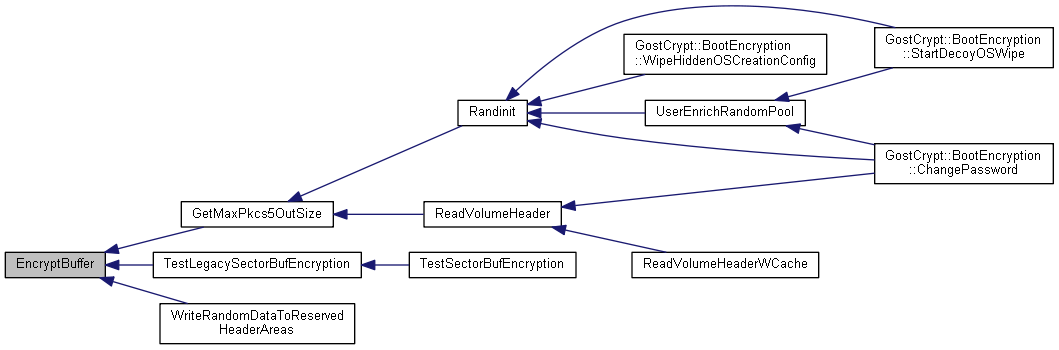 GostCrypt::BootEncryption
::StartDecoyOSWipe
GostCrypt::BootEncryption
::WipeHiddenOSCreationConfig
Randinit
UserEnrichRandomPool
GostCrypt::BootEncryption
::ChangePassword
GetMaxPkcs5OutSize
ReadVolumeHeader
EncryptBuffer
TestLegacySectorBufEncryption
TestSectorBufEncryption
ReadVolumeHeaderWCache
WriteRandomDataToReserved
HeaderAreas